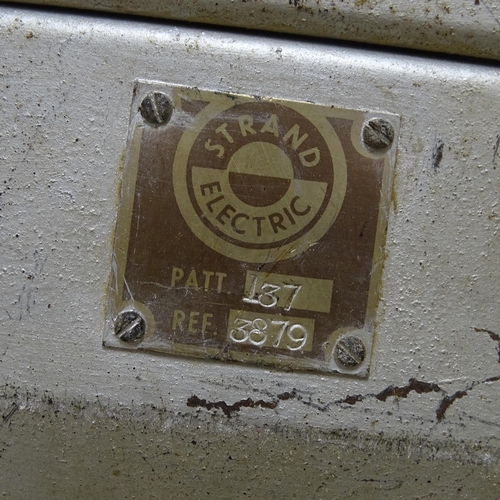 STRAND
ELECTRIC
PATT. 137
REF. 3879